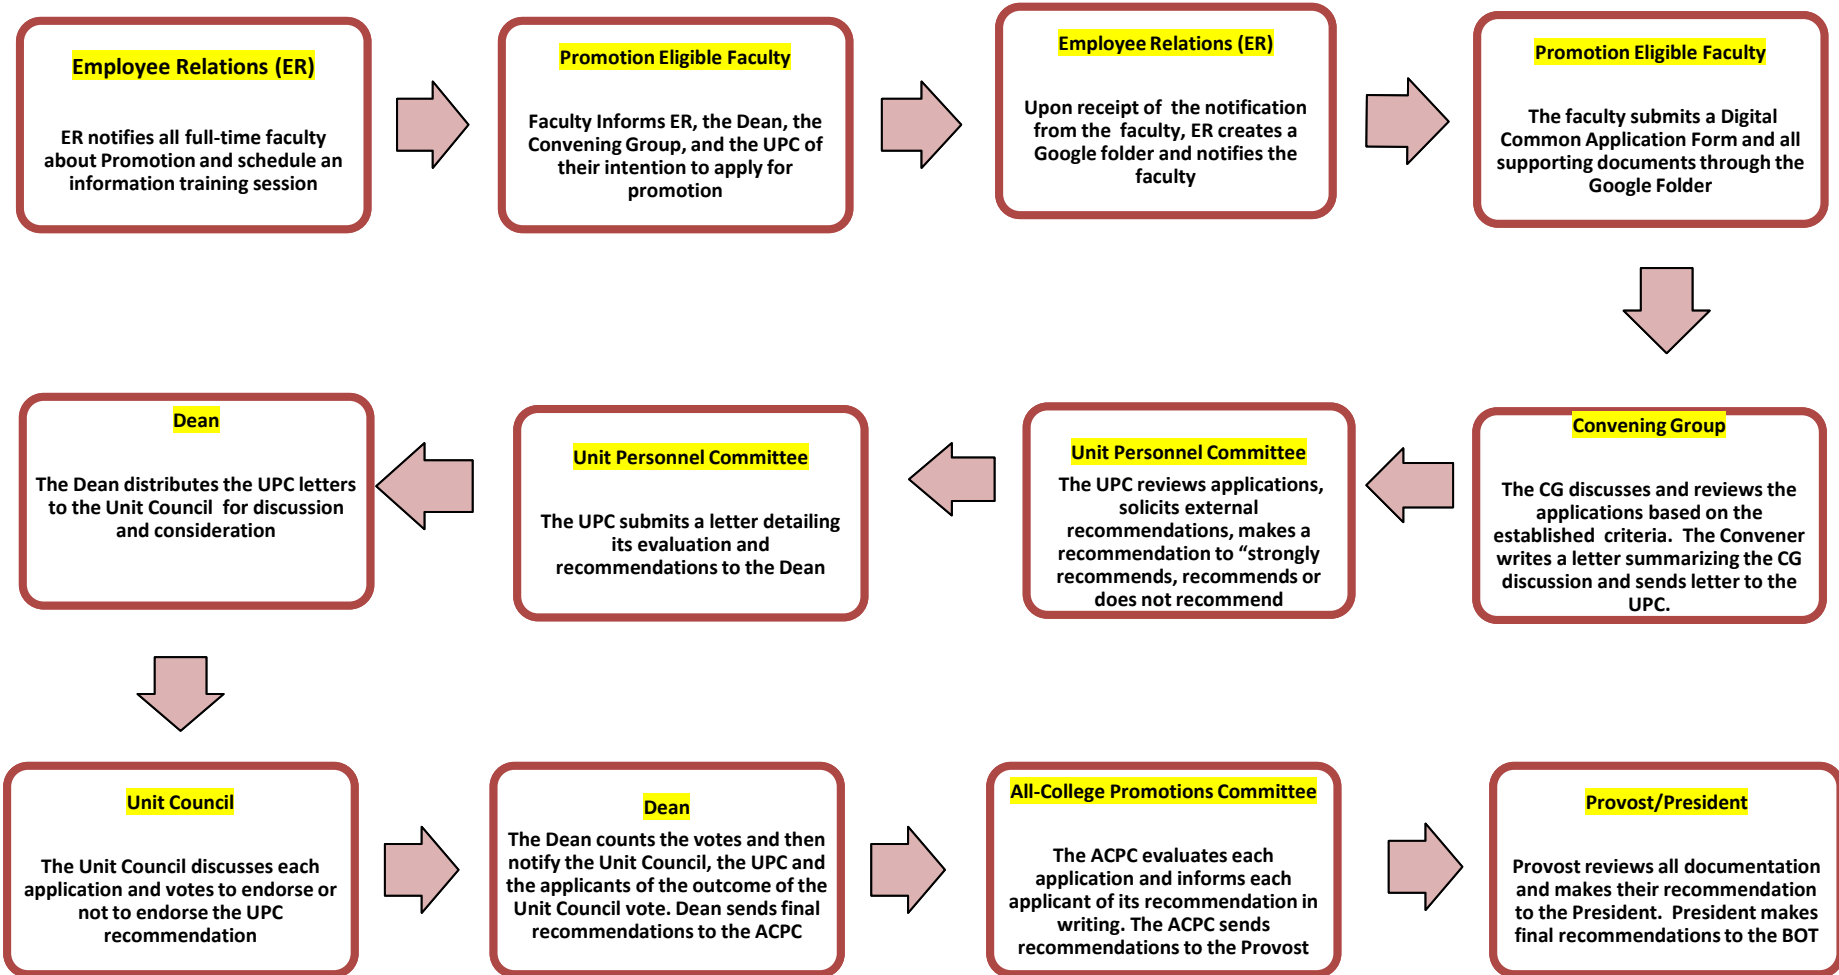 Employee Relations (ER)
ER notifies all full-time faculty
about Promotion and schedule an
information training session
Promotion Eligible Faculty
Faculty Informs ER, the Dean, the
Convening Group, and the UPC of
their intention to apply for
promotion
Employee Relations (ER)
Upon receipt of the notification
from the faculty, ER creates a
Google folder and notifies the
faculty
Promotion Eligible Faculty
The faculty submits a Digital
Common Application Form and all
supporting documents through the
Google Folder
Convening Group
The CG discusses and reviews the
applications based on the
established criteria. The Convener
writes a letter summarizing the CG
discussion and sends letter to the
UPC.
Unit Personnel Committee
The UPC reviews applications,
solicits external
recommendations, makes a
recommendation to “strongly
recommends, recommends or
does not recommend
Unit Personnel Committee
The UPC submits a letter detailing
its evaluation and
recommendations to the Dean
Dean
The Dean distributes the UPC letters
to the Unit Council for discussion
and consideration
Unit Council
The Unit Council discusses each
application and votes to endorse or
not to endorse the UPC
recommendation
Dean
The Dean counts the votes and then
notify the Unit Council, the UPC and
the applicants of the outcome of the
Unit Council vote. Dean sends final
recommendations to the ACPC
All-College Promotions Committee
The ACPC evaluates each
application and informs each
applicant of its recommendation in
writing. The ACPC sends
recommendations to the Provost
Provost/President
Provost reviews all documentation
and makes their recommendation
to the President. President makes
final recommendations to the BOT